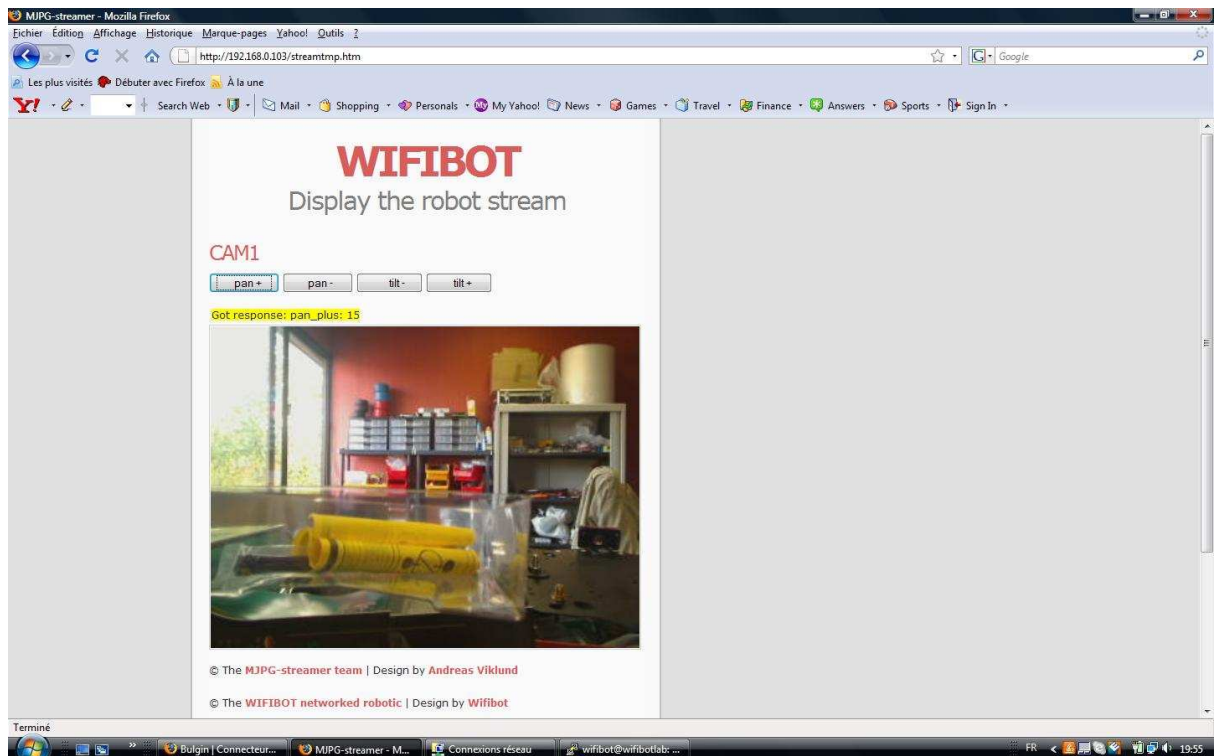 MJPG-streamer - Mozilla Firefox
Fichier Édition Affichage Historique Marque-pages Yahoo! Outils ?
http://192.168.0.103/streamtmp.htm
Google
Les plus visités Débuter avec Firefox À la une
Y! Search Web Mail Shopping Personals My Yahoo! News Games Travel Finance Answers Sports Sign In
WIFIBOT
Display the robot stream
CAM1
pan + pan - tilt - tilt +
Got response: pan_plus: 15
© The MJPG-streamer team | Design by Andreas Viklund
© The WIFIBOT networked robotic | Design by Wifibot
Terminé
Bulgin | Connecteur... MJPG-streamer - M... Connexions réseau wifibot@wifibotlab: ... FR 19:55